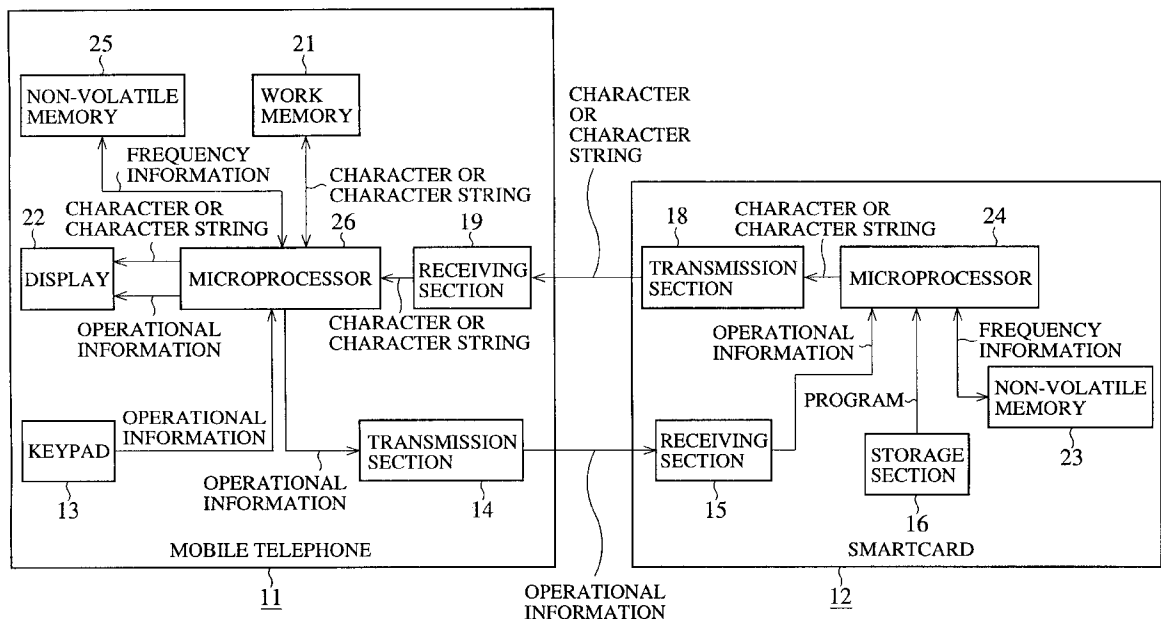 25
NON-VOLATILE
MEMORY
21
WORK
MEMORY
FREQUENCY
INFORMATION
CHARACTER OR
CHARACTER STRING
22
CHARACTER OR
CHARACTER STRING
26
19
DISPLAY
MICROPROCESSOR
RECEIVING
SECTION
OPERATIONAL
INFORMATION
CHARACTER OR
CHARACTER STRING
KEYPAD
13
OPERATIONAL
INFORMATION
OPERATIONAL
INFORMATION
TRANSMISSION
SECTION
14
MOBILE TELEPHONE
11
CHARACTER
OR
CHARACTER
STRING
OPERATIONAL
INFORMATION
18
CHARACTER OR
CHARACTER STRING
24
TRANSMISSION
SECTION
MICROPROCESSOR
OPERATIONAL
INFORMATION
FREQUENCY
INFORMATION
PROGRAM
NON-VOLATILE
MEMORY
23
RECEIVING
SECTION
15
STORAGE
SECTION
16
SMARTCARD
12